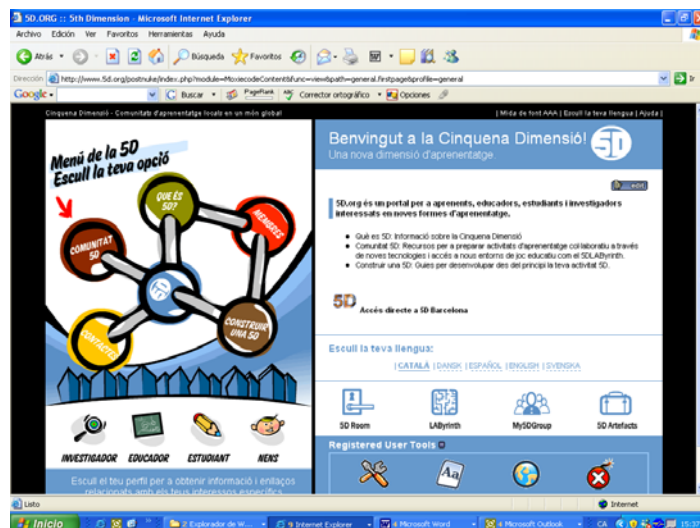 5D.ORG :: 5th Dimension - Microsoft Internet Explorer
Archivo Edición Ver Favoritos Herramientas Ayuda
Atrás Búsqueda Favoritos
Dirección http://www.5d.org/postnuke/index.php?module=MoxiecodeContent&func=view&path=general.firstpage&profile=general Ir
Google Buscar PageRank Corrector ortográfico Opciones
Cinquena Dimensió - Comunitats d'aprenentatge locals en un món global
| Mida de font AAA | Escull la teva llengua | Ajuda |
Menú de la 5D
Escull la teva opció
QUE ÉS 5D?
MEMBRES
COMUNITAT 5D
5D
CONSTRUIR UNA 5D
CONTACTES
INVESTIGADOR EDUCADOR ESTUDIANT NENS
Escull el teu perfil per a obtenir informació i enllaços
relacionats amb els teus interessos específics
Benvingut a la Cinquena Dimensió!
Una nova dimensió d'aprenentatge.
5D
edit
5D.org és un portal per a aprenents, educadors, estudiants i investigadors
interessats en noves formes d'aprenentatge.
Què es 5D: Informació sobre la Cinquena Dimensió
Comunitat 5D: Recursos per a preparar activitats d'aprenentatge col·laboratiu a través
de noves tecnologies i accés a nous entorns de joc educatiu com el 5DLAByrinth.
Construir una 5D: Guies per desenvolupar des del principi la teva activitat 5D.
5D Accés directe a 5D Barcelona
Escull la teva llengua:
| CATALÀ | DANSK | ESPAÑOL | ENGLISH | SVENSKA
5D Room LAByrinth My5DGroup 5D Artefacts
Registered User Tools
Aa
Listo Internet
Inicio 2 Explorador de W... 9 Internet Explorer 4 Microsoft Word 4 Microsoft Outlook CA